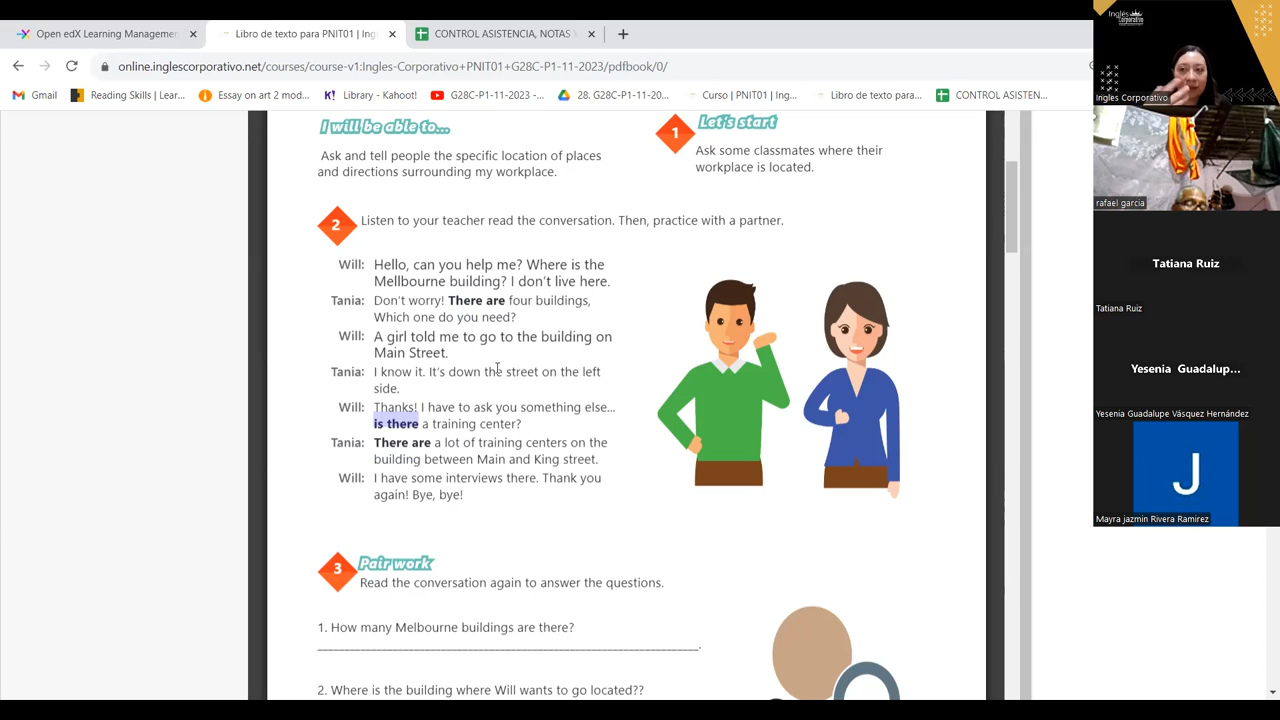 Open edX Learning Managemen
Libro de texto para PNIT01 | Ing
CONTROL ASISTENCIA, NOTAS
online.inglescorporativo.net/courses/course-v1:Ingles-Corporativo+PNIT01+G28C-P1-11-2023/pdfbook/0/
Gmail
Reading Skills | Lear...
Essay on art 2 mod...
Library - Kahoot!
G28C-P1-11-2023 -...
28. G28C-P1-11-20...
Curso | PNIT01 | Ing...
Libro de texto para...
CONTROL ASISTEN...
I will be able to...
Ask and tell people the specific location of places
and directions surrounding my workplace.
1 Let's start
Ask some classmates where their
workplace is located.
2 Listen to your teacher read the conversation. Then, practice with a partner.
Will: Hello, can you help me? Where is the
Mellbourne building? I don't live here.
Tania: Don't worry! There are four buildings,
Which one do you need?
Will: A girl told me to go to the building on
Main Street.
Tania: I know it. It's down the street on the left
side.
Will: Thanks! I have to ask you something else...
is there a training center?
Tania: There are a lot of training centers on the
building between Main and King street.
Will: I have some interviews there. Thank you
again! Bye, bye!
3 Pair work
Read the conversation again to answer the questions.
1. How many Melbourne buildings are there?
2. Where is the building where Will wants to go located??
Inglés
Corporativo
Ingles Corporativo
rafael garcia
Tatiana Ruiz
Tatiana Ruiz
Yesenia Guadalup...
Yesenia Guadalupe Vásquez Hernández
J
Mayra jazmin Rivera Ramirez